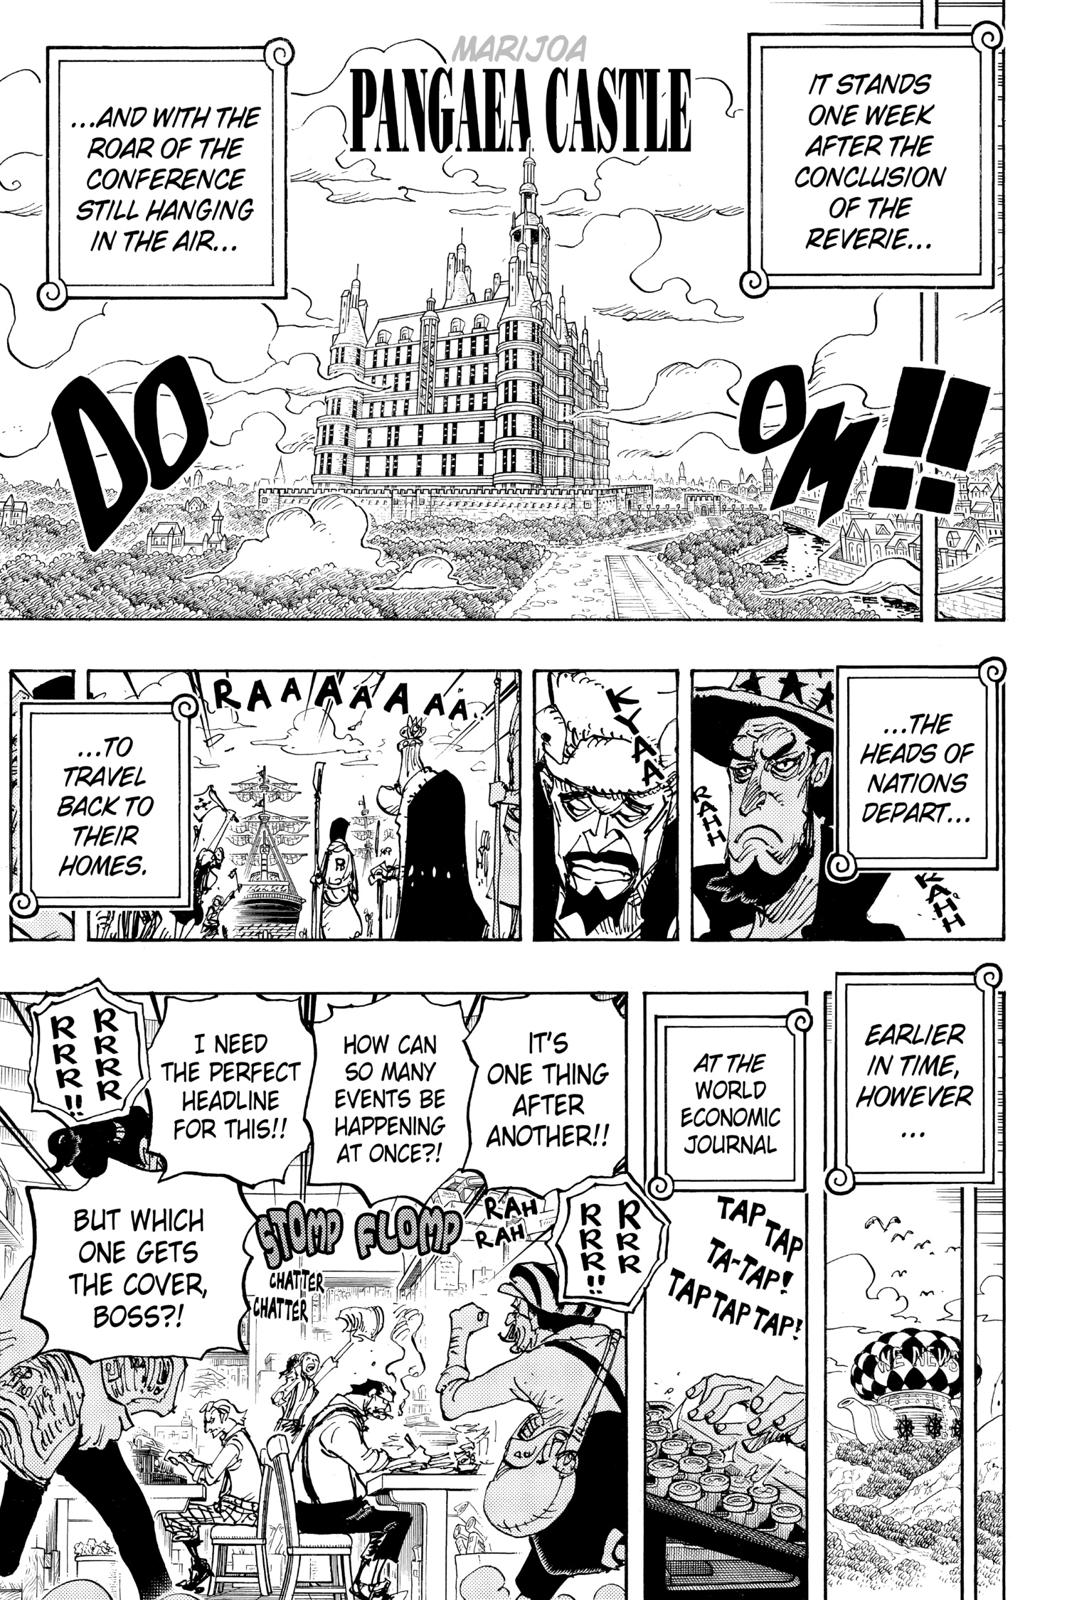 MARIJOA
PANGAEA CASTLE
IT STANDS
ONE WEEK
AFTER THE
CONCLUSION
OF THE
REVERIE...
...AND WITH THE
ROAR OF THE
CONFERENCE
STILL HANGING
IN THE AIR...
DO
OM!!
...THE
HEADS OF
NATIONS
DEPART...
RAHH
RAHH
KYAA
RAAAAAAA..
R
...TO
TRAVEL
BACK TO
THEIR
HOMES.
EARLIER
IN TIME,
HOWEVER
...
NE NEWS
AT THE
WORLD
ECONOMIC
JOURNAL
TAP TAP
TA-TAP!
TAP TAP TAP!
IT'S
ONE THING
AFTER
ANOTHER!!
HOW CAN
SO MANY
EVENTS BE
HAPPENING
AT ONCE?!
I NEED
THE PERFECT
HEADLINE
FOR THIS!!
RRRR
RRR!!
RRR
RRR!!
RAH
RAH
STOMP FLOMP
CHATTER
CHATTER
BUT WHICH
ONE GETS
THE COVER,
BOSS?!